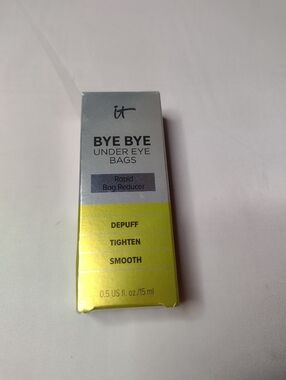 it
BYE BYE
UNDER EYE
BAGS
Rapid
Bag Reducer
DEPUFF
TIGHTEN
SMOOTH
0.5 US fl. oz./15 ml